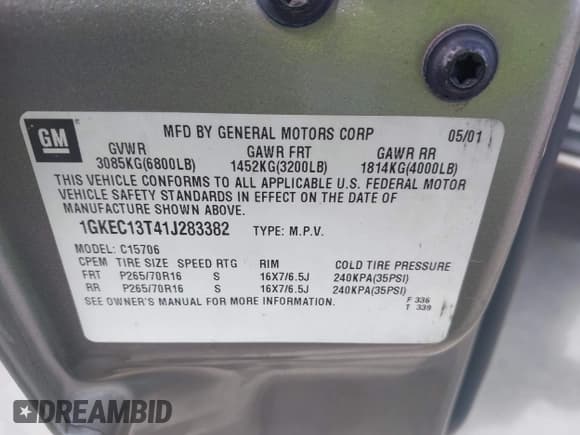 GM
MFD BY GENERAL MOTORS CORP 05/01
GVWR GAWR FRT GAWR RR
3085KG(6800LB) 1452KG(3200LB) 1814KG(4000LB)
THIS VEHICLE CONFORMS TO ALL APPLICABLE U.S. FEDERAL MOTOR
VEHICLE SAFETY STANDARDS IN EFFECT ON THE DATE OF
MANUFACTURE SHOWN ABOVE.
1GKEC13T41J283382 TYPE: M.P.V.
MODEL: C15706
CPEM TIRE SIZE SPEED RTG RIM COLD TIRE PRESSURE
FRT P265/70R16 S 16X7/6.5J 240KPA(35PSI)
RR P265/70R16 S 16X7/6.5J 240KPA(35PSI)
SEE OWNER'S MANUAL FOR MORE INFORMATION. F 336
T 339
DREAMBID